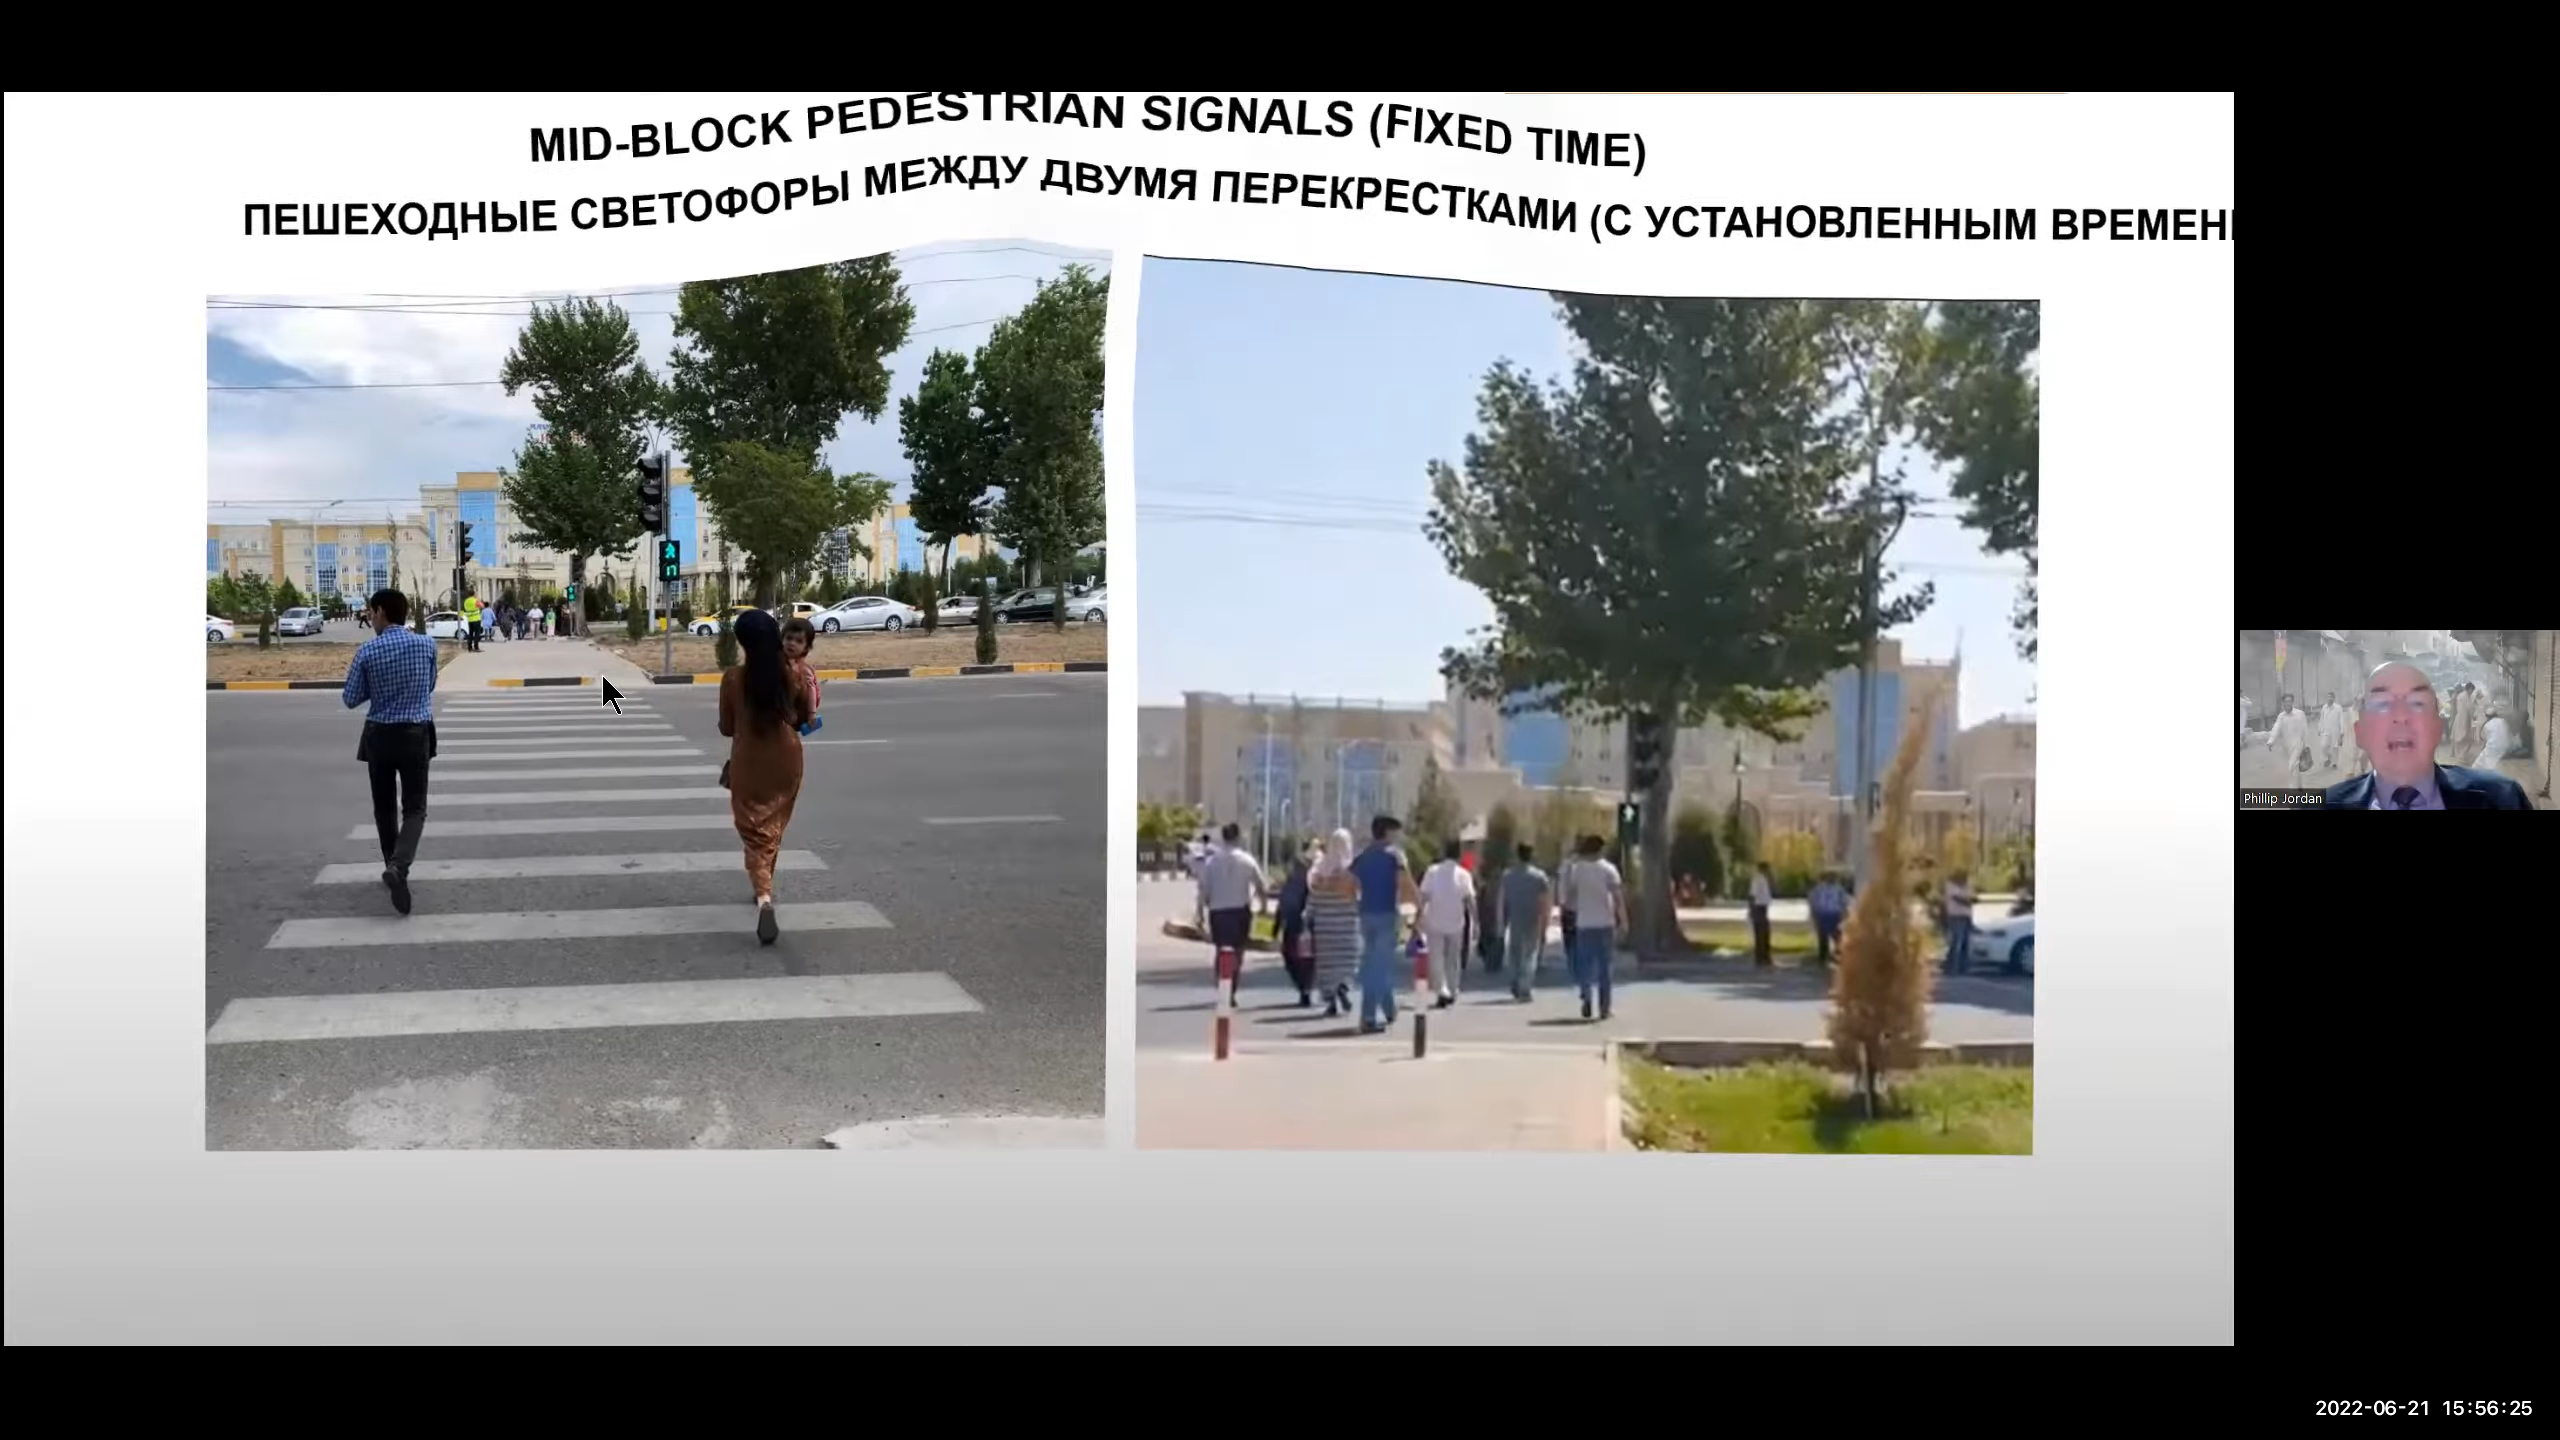 MID-BLOCK PEDESTRIAN SIGNALS (FIXED TIME)
ПЕШЕХОДНЫЕ СВЕТОФОРЫ МЕЖДУ ДВУМЯ ПЕРЕКРЕСТКАМИ (С УСТАНОВЛЕННЫМ ВРЕМЕН
Phillip Jordan
2022-06-21 15:56:25